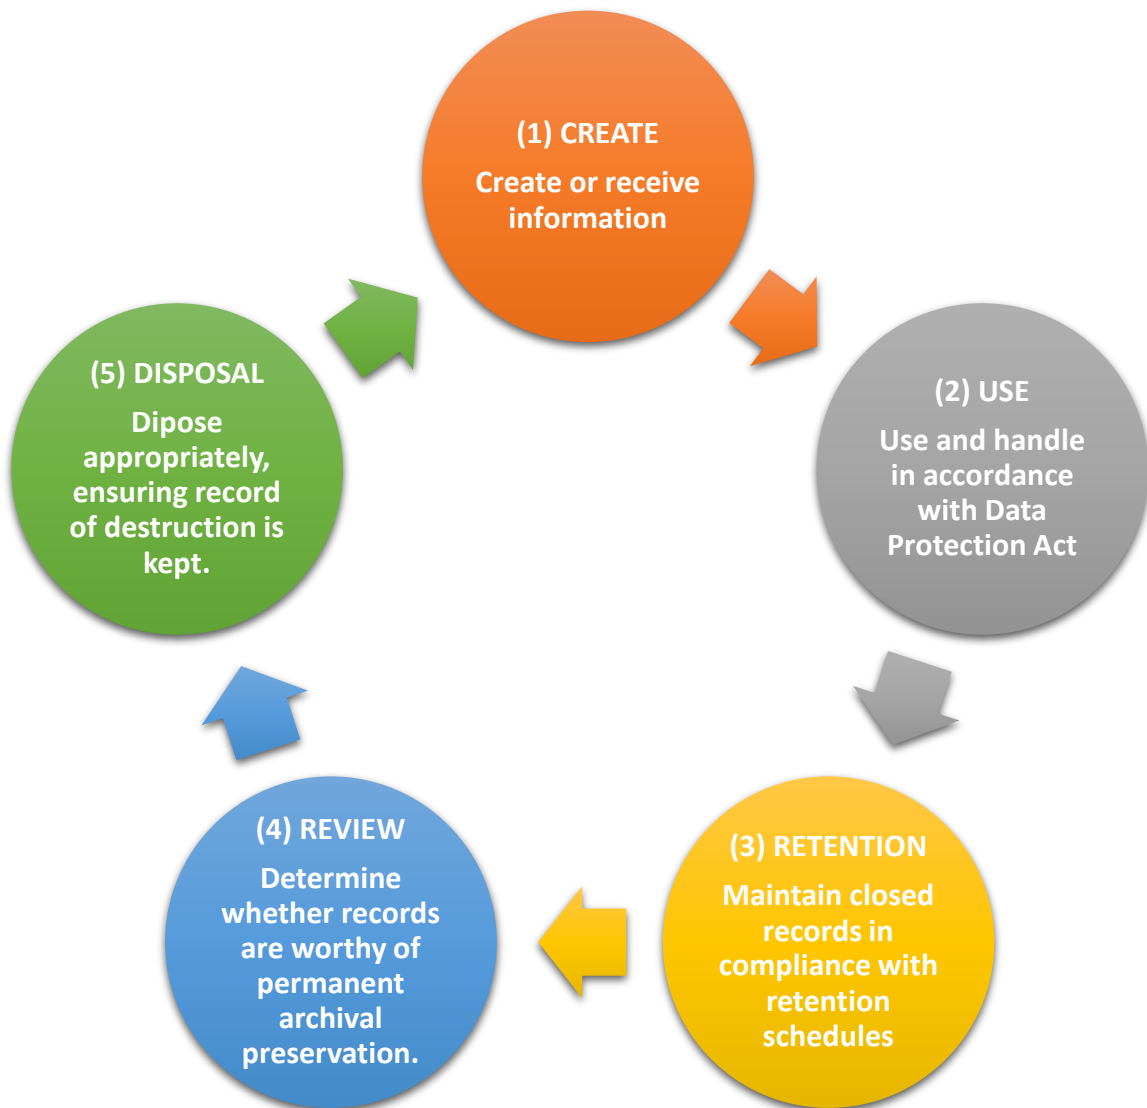 (1) CREATE
Create or receive
information
(2) USE
Use and handle
in accordance
with Data
Protection Act
(3) RETENTION
Maintain closed
records in
compliance with
retention
schedules
(4) REVIEW
Determine
whether records
are worthy of
permanent
archival
preservation.
(5) DISPOSAL
Dipose
appropriately,
ensuring record
of destruction is
kept.